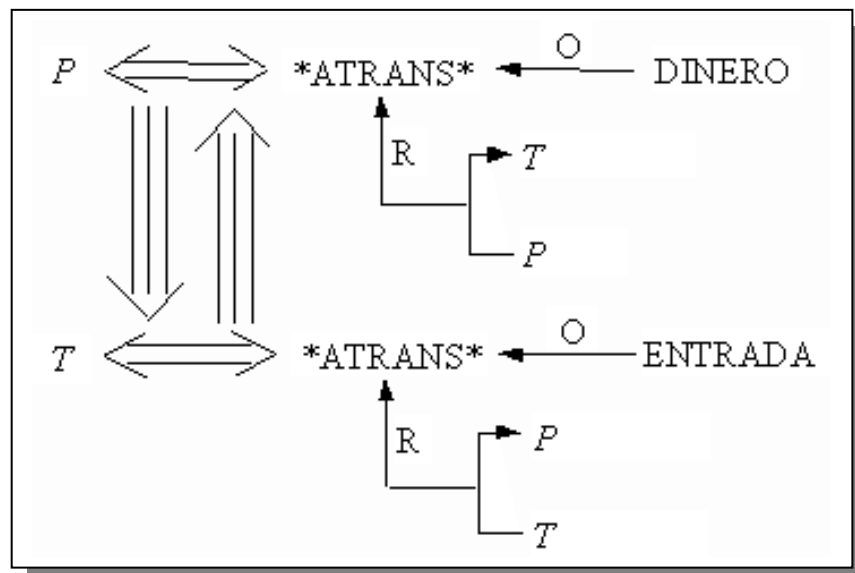 P *ATRANS* O DINERO
R T
P
T *ATRANS* O ENTRADA
R P
T